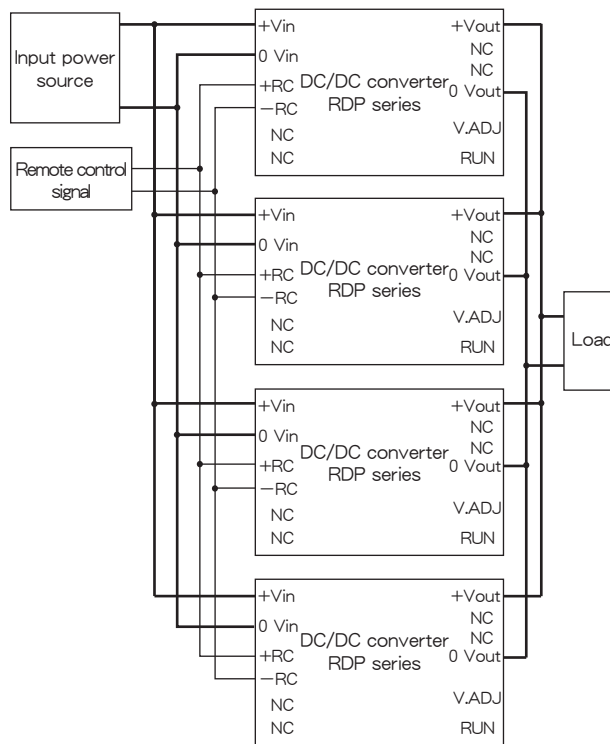 Input power
source
Remote control
signal
+Vin
0 Vin
+RC
−RC
NC
NC
DC/DC converter
RDP series
+Vout
NC
NC
0 Vout
V.ADJ
RUN
+Vin
0 Vin
+RC
−RC
NC
NC
DC/DC converter
RDP series
+Vout
NC
NC
0 Vout
V.ADJ
RUN
+Vin
0 Vin
+RC
−RC
NC
NC
DC/DC converter
RDP series
+Vout
NC
NC
0 Vout
V.ADJ
RUN
+Vin
0 Vin
+RC
−RC
NC
NC
DC/DC converter
RDP series
+Vout
NC
NC
0 Vout
V.ADJ
RUN
Load